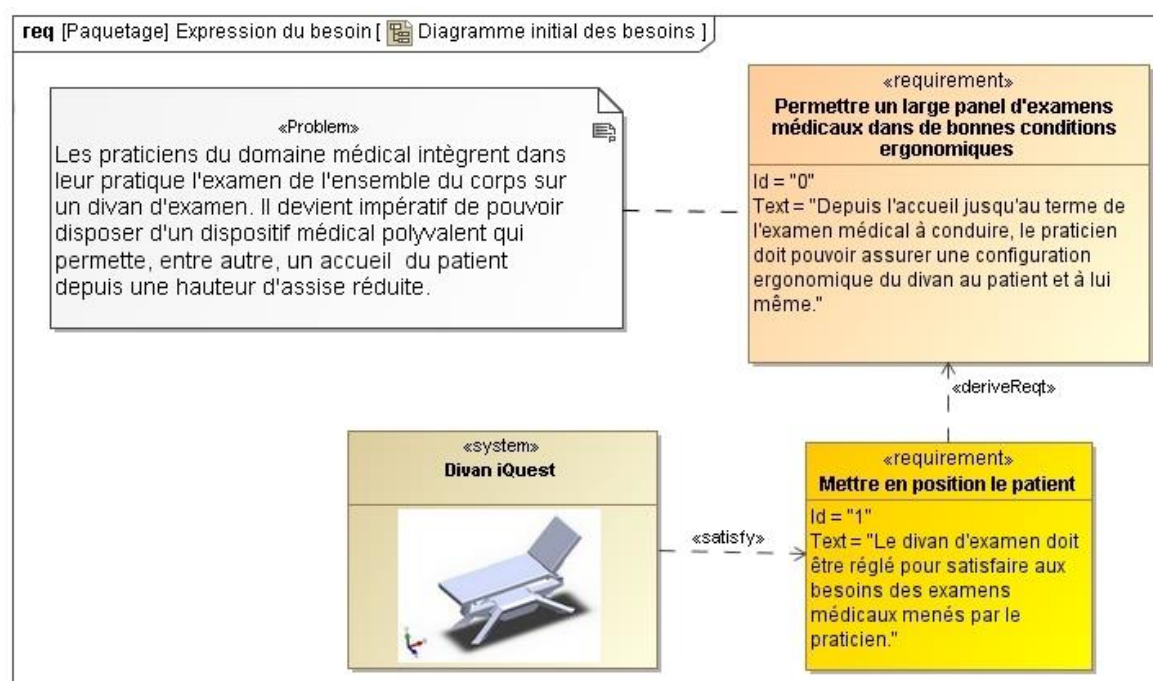 req [Paquetage] Expression du besoin [ Diagramme initial des besoins ]
«Problem»
Les praticiens du domaine médical intègrent dans
leur pratique l'examen de l'ensemble du corps sur
un divan d'examen. Il devient impératif de pouvoir
disposer d'un dispositif médical polyvalent qui
permette, entre autre, un accueil du patient
depuis une hauteur d'assise réduite.
«requirement»
Permettre un large panel d'examens
médicaux dans de bonnes conditions
ergonomiques
Id = "0"
Text = "Depuis l'accueil jusqu'au terme de
l'examen médical à conduire, le praticien
doit pouvoir assurer une configuration
ergonomique du divan au patient et à lui
même."
«deriveReqt»
«system»
Divan iQuest
«satisfy»
«requirement»
Mettre en position le patient
Id = "1"
Text = "Le divan d'examen doit
être réglé pour satisfaire aux
besoins des examens
médicaux menés par le
praticien."